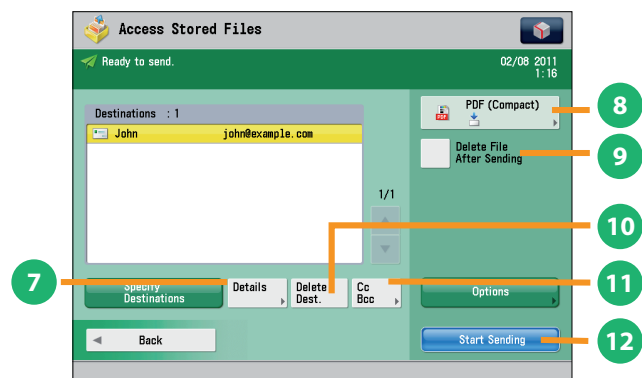 Access Stored Files
Ready to send.
02/08 2011
1:16
Destinations : 1
John john@example.com
1/1
PDF
PDF (Compact)
Delete File
After Sending
8
9
10
7
11
12
Specify
Destinations
Details
Delete
Dest.
Cc
Bcc
Options
Back
Start Sending